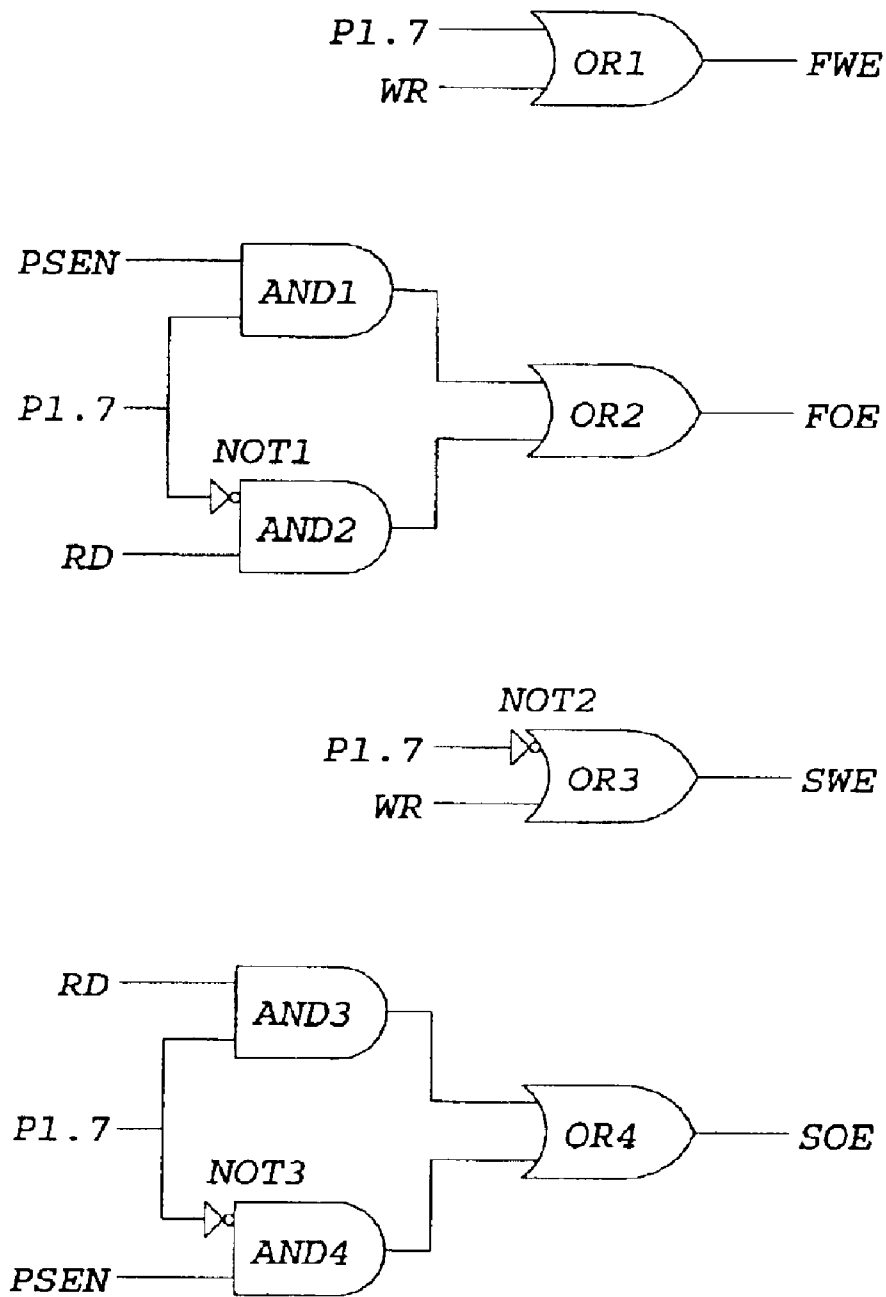 P1.7
OR1
FWE
WR
PSEN
AND1
P1.7
OR2
FOE
NOT1
AND2
RD
NOT2
P1.7
OR3
SWE
WR
RD
AND3
P1.7
OR4
SOE
NOT3
AND4
PSEN